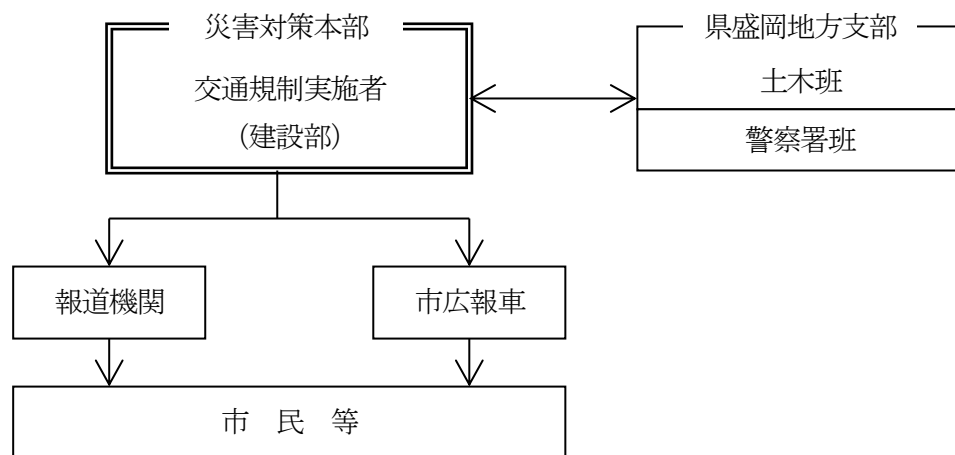 災害対策本部
交通規制実施者
(建設部)
県盛岡地方支部
土木班
警察署班
報道機関
市広報車
市　民　等